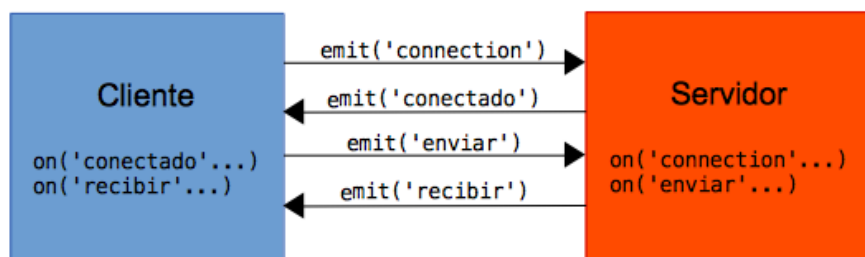 Cliente
on('conectado'...)
on('recibir'...)
emit('connection')
emit('conectado')
emit('enviar')
emit('recibir')
Servidor
on('connection'...)
on('enviar'...)